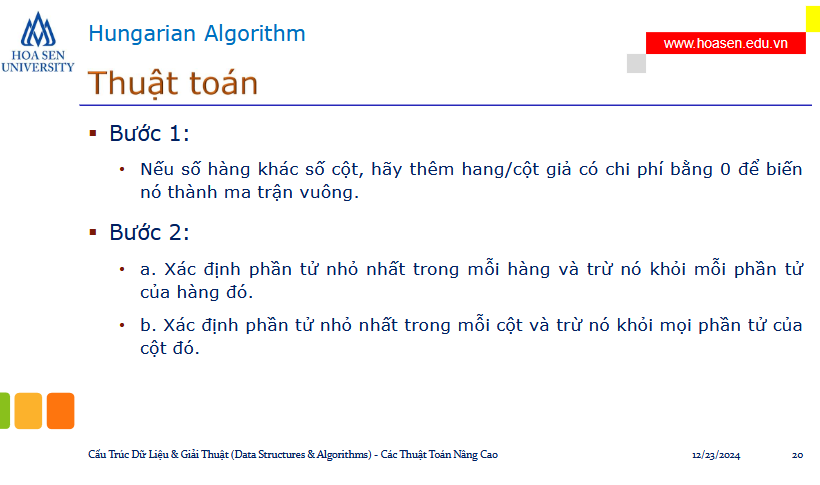 Hungarian Algorithm
www.hoasen.edu.vn
HOA SEN
UNIVERSITY
Thuật toán
Bước 1:
Nếu số hàng khác số cột, hãy thêm hang/cột giả có chi phí bằng 0 để biến
nó thành ma trận vuông.
Bước 2:
a. Xác định phần tử nhỏ nhất trong mỗi hàng và trừ nó khỏi mỗi phần tử
của hàng đó.
b. Xác định phần tử nhỏ nhất trong mỗi cột và trừ nó khỏi mọi phần tử của
cột đó.
Cấu Trúc Dữ Liệu & Giải Thuật (Data Structures & Algorithms) - Các Thuật Toán Nâng Cao 12/23/2024 20